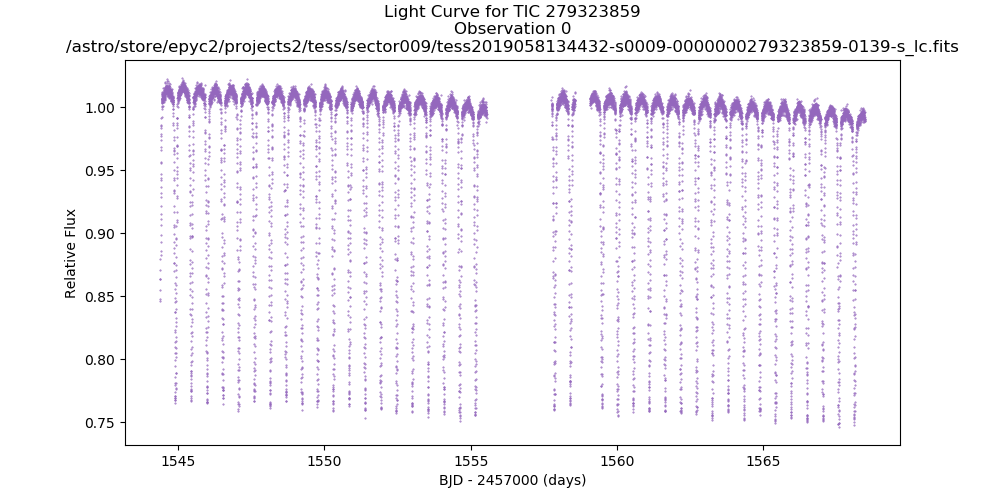 Light Curve for TIC 279323859
Observation 0
/astro/store/epyc2/projects2/tess/sector009/tess2019058134432-s0009-0000000279323859-0139-s_lc.fits
1.00
0.95
0.90
0.85
0.80
0.75
Relative Flux
1545
1550
1555
1560
1565
BJD - 2457000 (days)